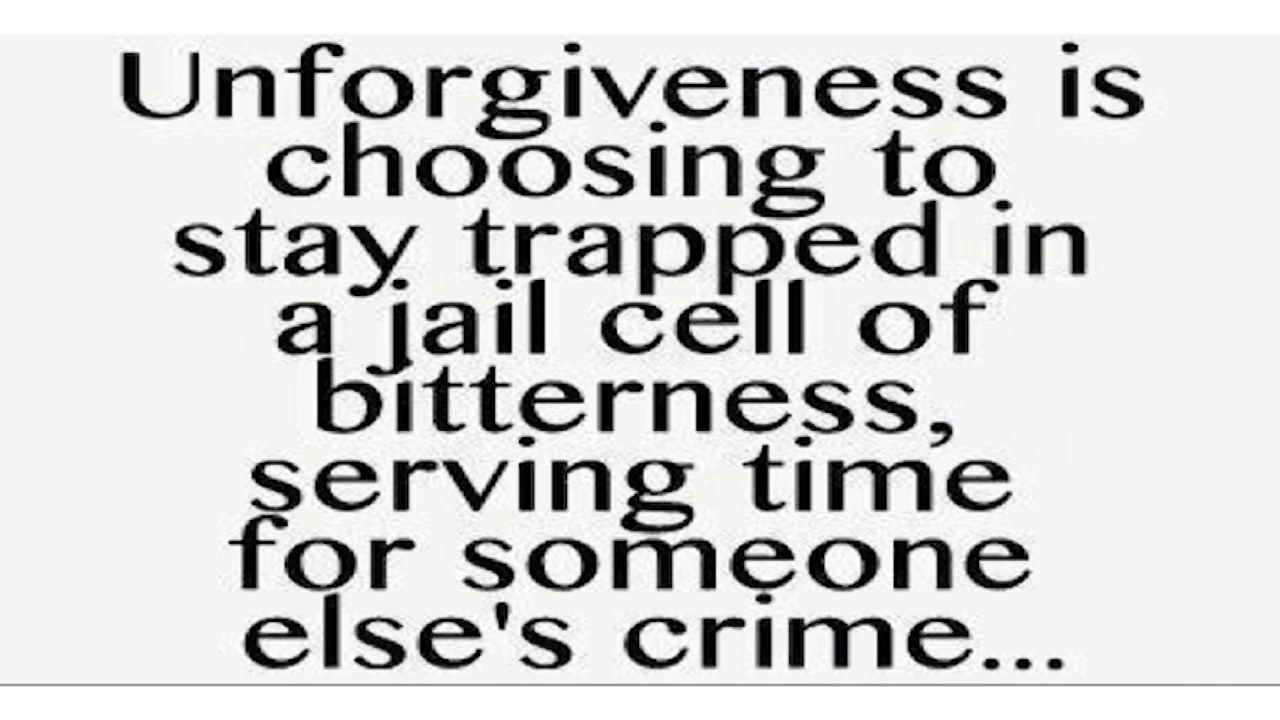 Unforgiveness is
choosing to
stay trapped in
a jail cell of
bitterness,
serving time
for someone
else's crime...